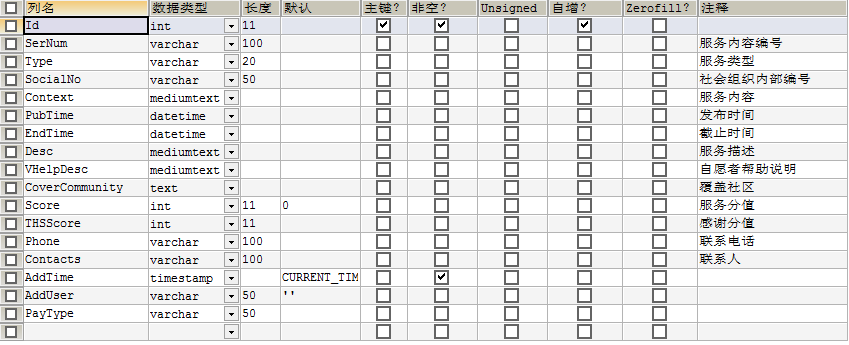 列名 数据类型 长度 默认 主键? 非空? Unsigned 自增? Zerofill? 注释
Id int 11
SerNum varchar 100 服务内容编号
Type varchar 20 服务类型
SocialNo varchar 50 社会组织内部编号
Context mediumtext 服务内容
PubTime datetime 发布时间
EndTime datetime 截止时间
Desc mediumtext 服务描述
VHelpDesc mediumtext 自愿者帮助说明
CoverCommunity text 覆盖社区
Score int 11 0 服务分值
THSScore int 11 感谢分值
Phone varchar 100 联系电话
Contacts varchar 100 联系人
AddTime timestamp CURRENT_TIM
AddUser varchar 50 ''
PayType varchar 50